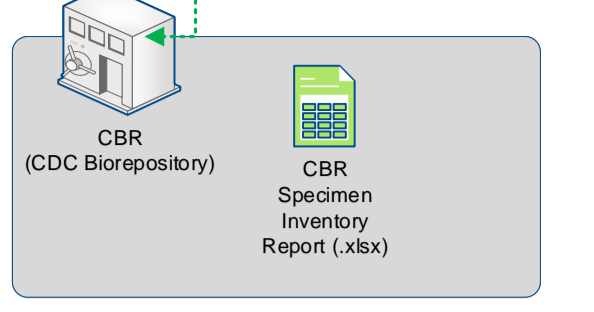 CBR
(CDC Biorepository)
CBR
Specimen
Inventory
Report (.xlsx)